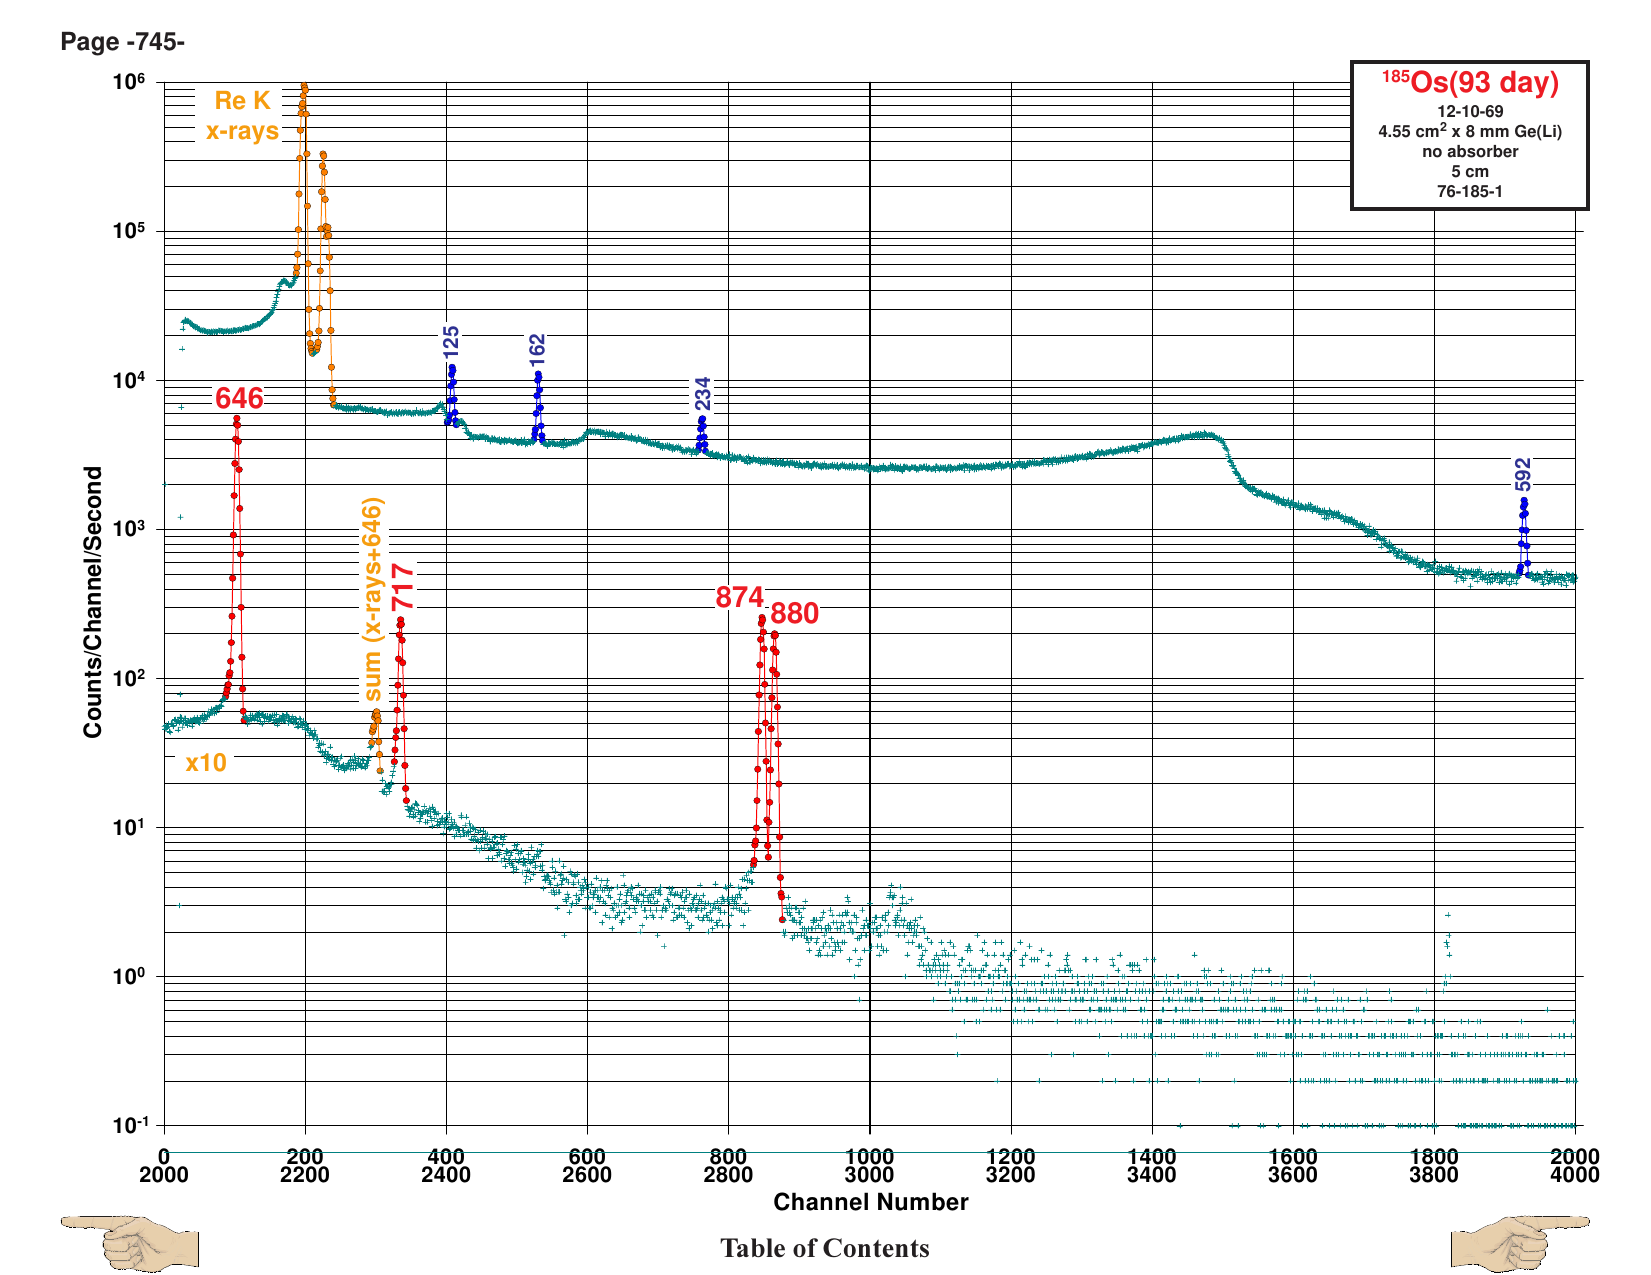 Page -745-
10⁶
10⁵
10⁴
10³
10²
10¹
10⁰
10⁻¹
Counts/Channel/Second
Re K
x-rays
¹⁸⁵Os(93 day)
12-10-69
4.55 cm² x 8 mm Ge(Li)
no absorber
5 cm
76-185-1
125
162
234
592
646
sum (x-rays+646)
717
874
880
x10
0 200 400 600 800 1000 1200 1400 1600 1800 2000
2000 2200 2400 2600 2800 3000 3200 3400 3600 3800 4000
Channel Number
Table of Contents